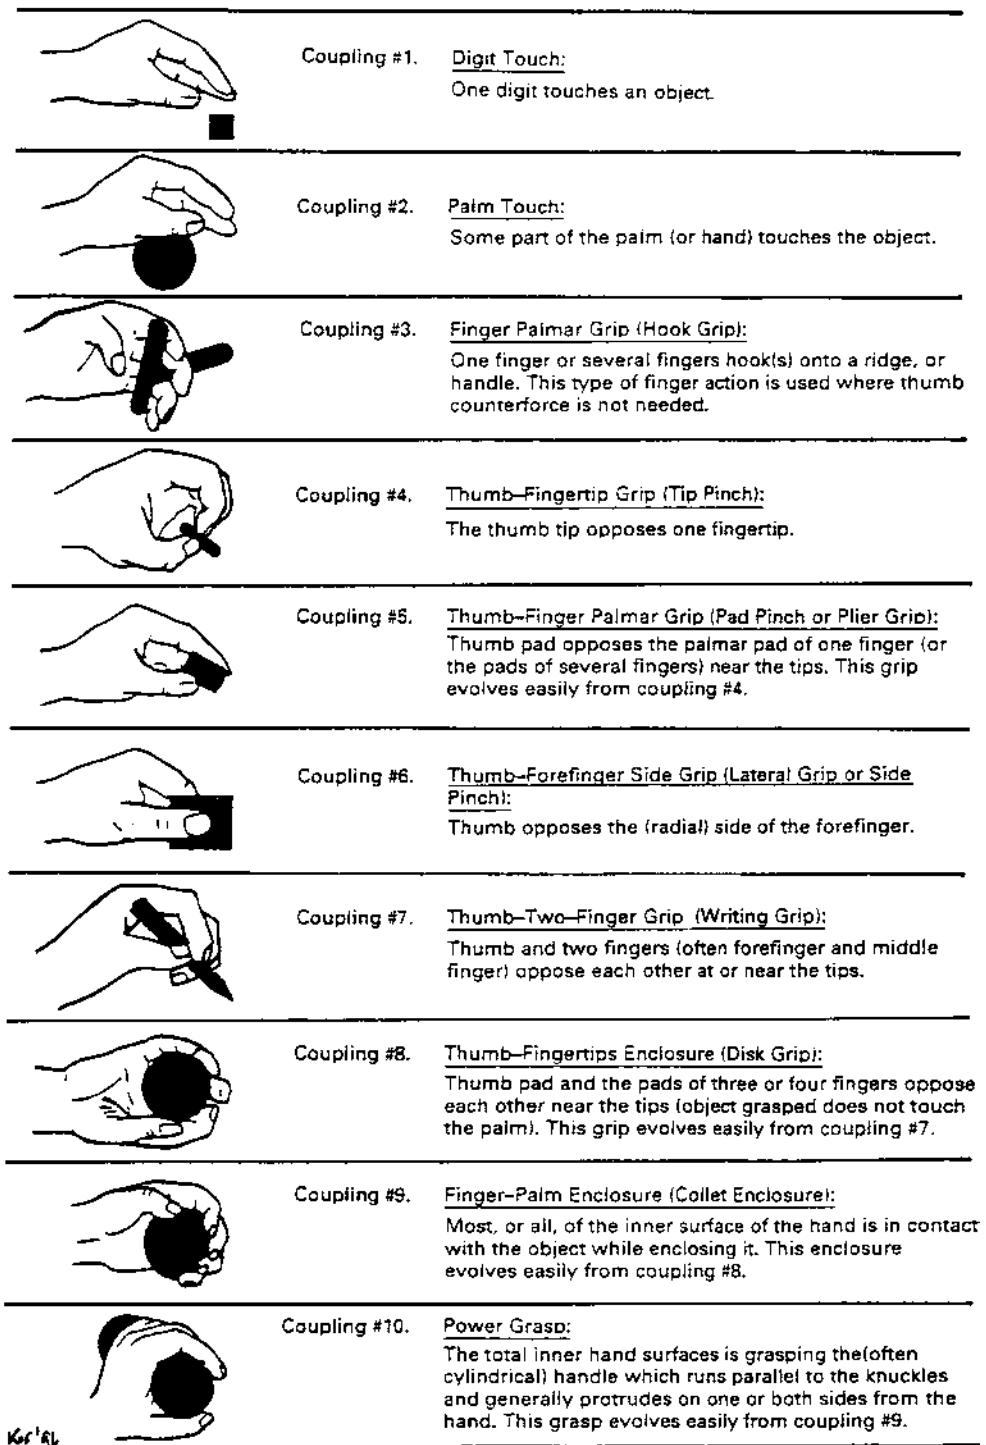 Coupling #1. Digit Touch:
One digit touches an object.
Coupling #2. Palm Touch:
Some part of the palm (or hand) touches the object.
Coupling #3. Finger Palmar Grip (Hook Grip):
One finger or several fingers hook(s) onto a ridge, or
handle. This type of finger action is used where thumb
counterforce is not needed.
Coupling #4. Thumb–Fingertip Grip (Tip Pinch):
The thumb tip opposes one fingertip.
Coupling #5. Thumb–Finger Palmar Grip (Pad Pinch or Plier Grip):
Thumb pad opposes the palmar pad of one finger (or
the pads of several fingers) near the tips. This grip
evolves easily from coupling #4.
Coupling #6. Thumb–Forefinger Side Grip (Lateral Grip or Side
Pinch):
Thumb opposes the (radial) side of the forefinger.
Coupling #7. Thumb–Two–Finger Grip (Writing Grip):
Thumb and two fingers (often forefinger and middle
finger) oppose each other at or near the tips.
Coupling #8. Thumb–Fingertips Enclosure (Disk Grip):
Thumb pad and the pads of three or four fingers oppose
each other near the tips (object grasped does not touch
the palm). This grip evolves easily from coupling #7.
Coupling #9. Finger–Palm Enclosure (Collet Enclosure):
Most, or all, of the inner surface of the hand is in contact
with the object while enclosing it. This enclosure
evolves easily from coupling #8.
Coupling #10. Power Grasp:
The total inner hand surfaces is grasping the(often
cylindrical) handle which runs parallel to the knuckles
and generally protrudes on one or both sides from the
hand. This grasp evolves easily from coupling #9.